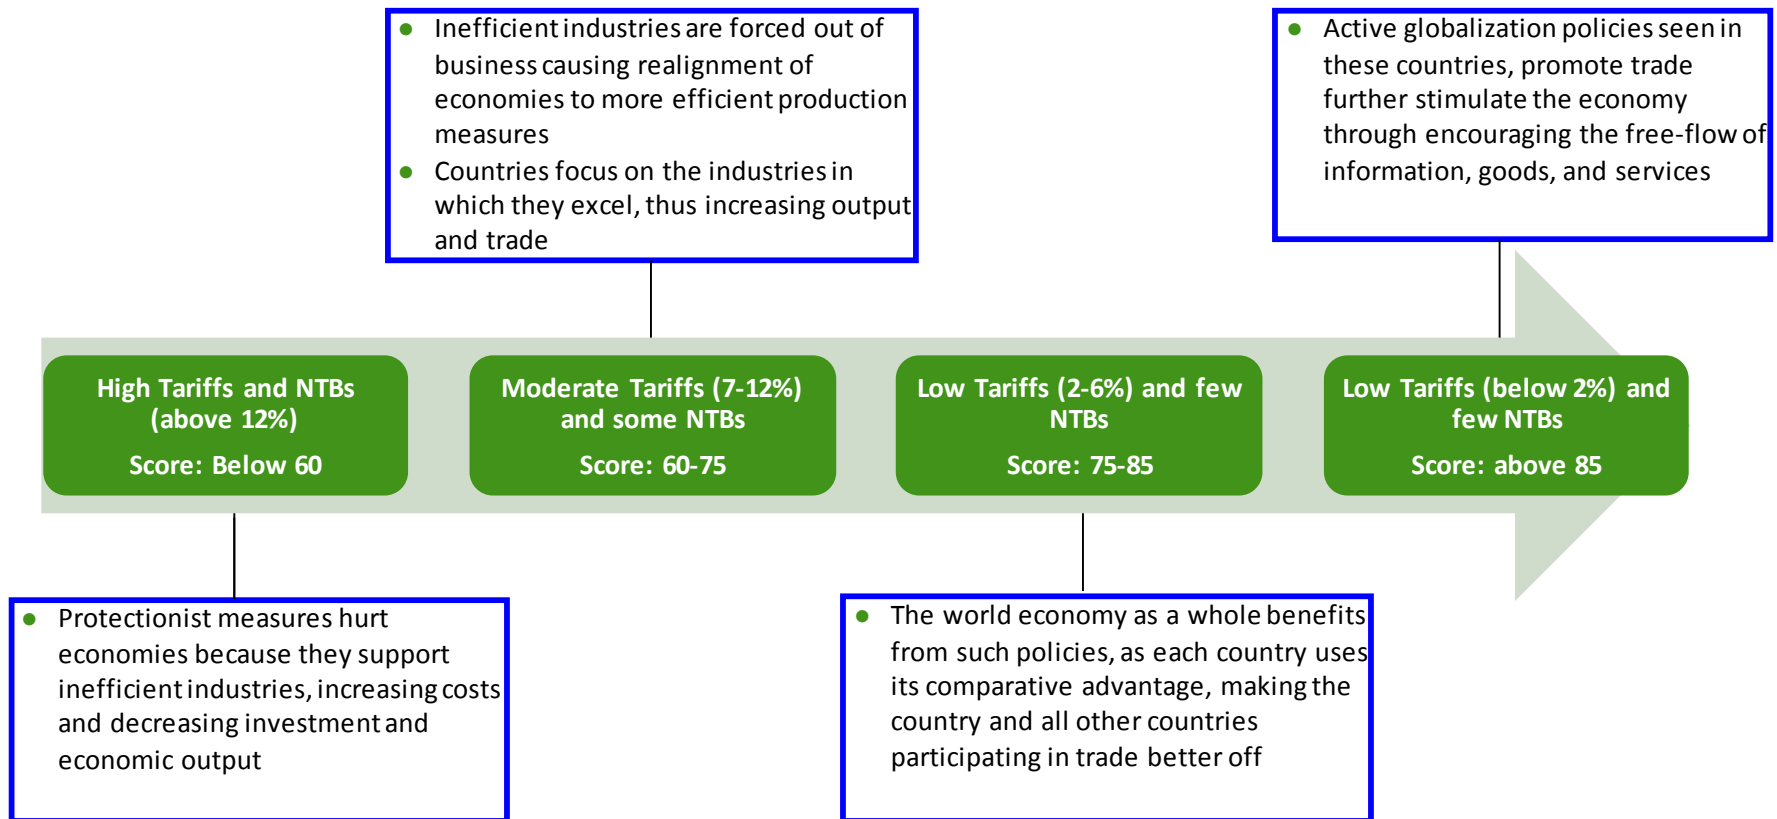 ● Inefficient industries are forced out of
business causing realignment of
economies to more efficient production
measures
● Countries focus on the industries in
which they excel, thus increasing output
and trade
● Active globalization policies seen in
these countries, promote trade
further stimulate the economy
through encouraging the free-flow of
information, goods, and services
High Tariffs and NTBs
(above 12%)
Score: Below 60
Moderate Tariffs (7-12%)
and some NTBs
Score: 60-75
Low Tariffs (2-6%) and few
NTBs
Score: 75-85
Low Tariffs (below 2%) and
few NTBs
Score: above 85
● Protectionist measures hurt
economies because they support
inefficient industries, increasing costs
and decreasing investment and
economic output
● The world economy as a whole benefits
from such policies, as each country uses
its comparative advantage, making the
country and all other countries
participating in trade better off